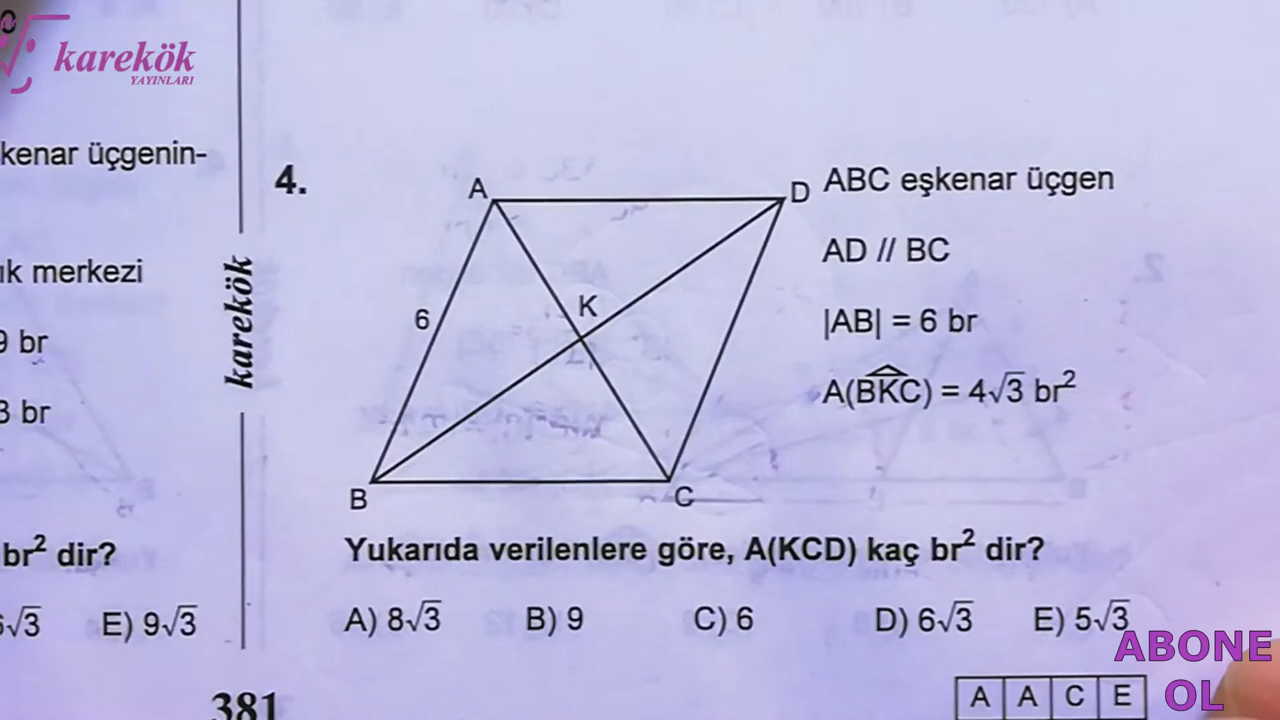 karekök
YAYINLARI
kenar üçgenin-
ık merkezi
9 br
3 br
br² dir?
√3 E) 9√3
karekök
381
4.
A
D
K
6
B
C
ABC eşkenar üçgen
AD // BC
|AB| = 6 br
A(BKC) = 4√3 br²
Yukarıda verilenlere göre, A(KCD) kaç br² dir?
A) 8√3 B) 9 C) 6 D) 6√3 E) 5√3
A A C E
ABONE
OL